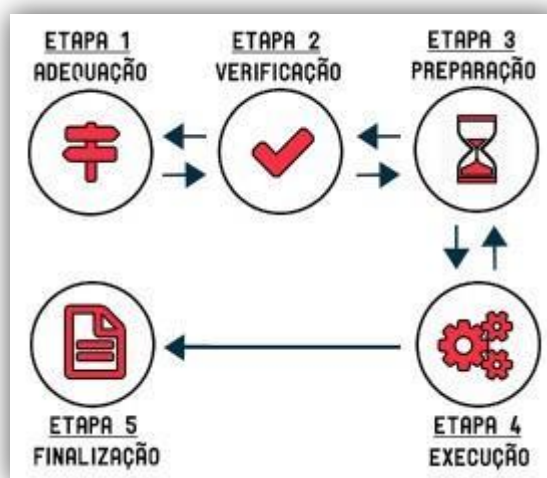 ETAPA 1
ADEQUAÇÃO
ETAPA 2
VERIFICAÇÃO
ETAPA 3
PREPARAÇÃO
ETAPA 4
EXECUÇÃO
ETAPA 5
FINALIZAÇÃO